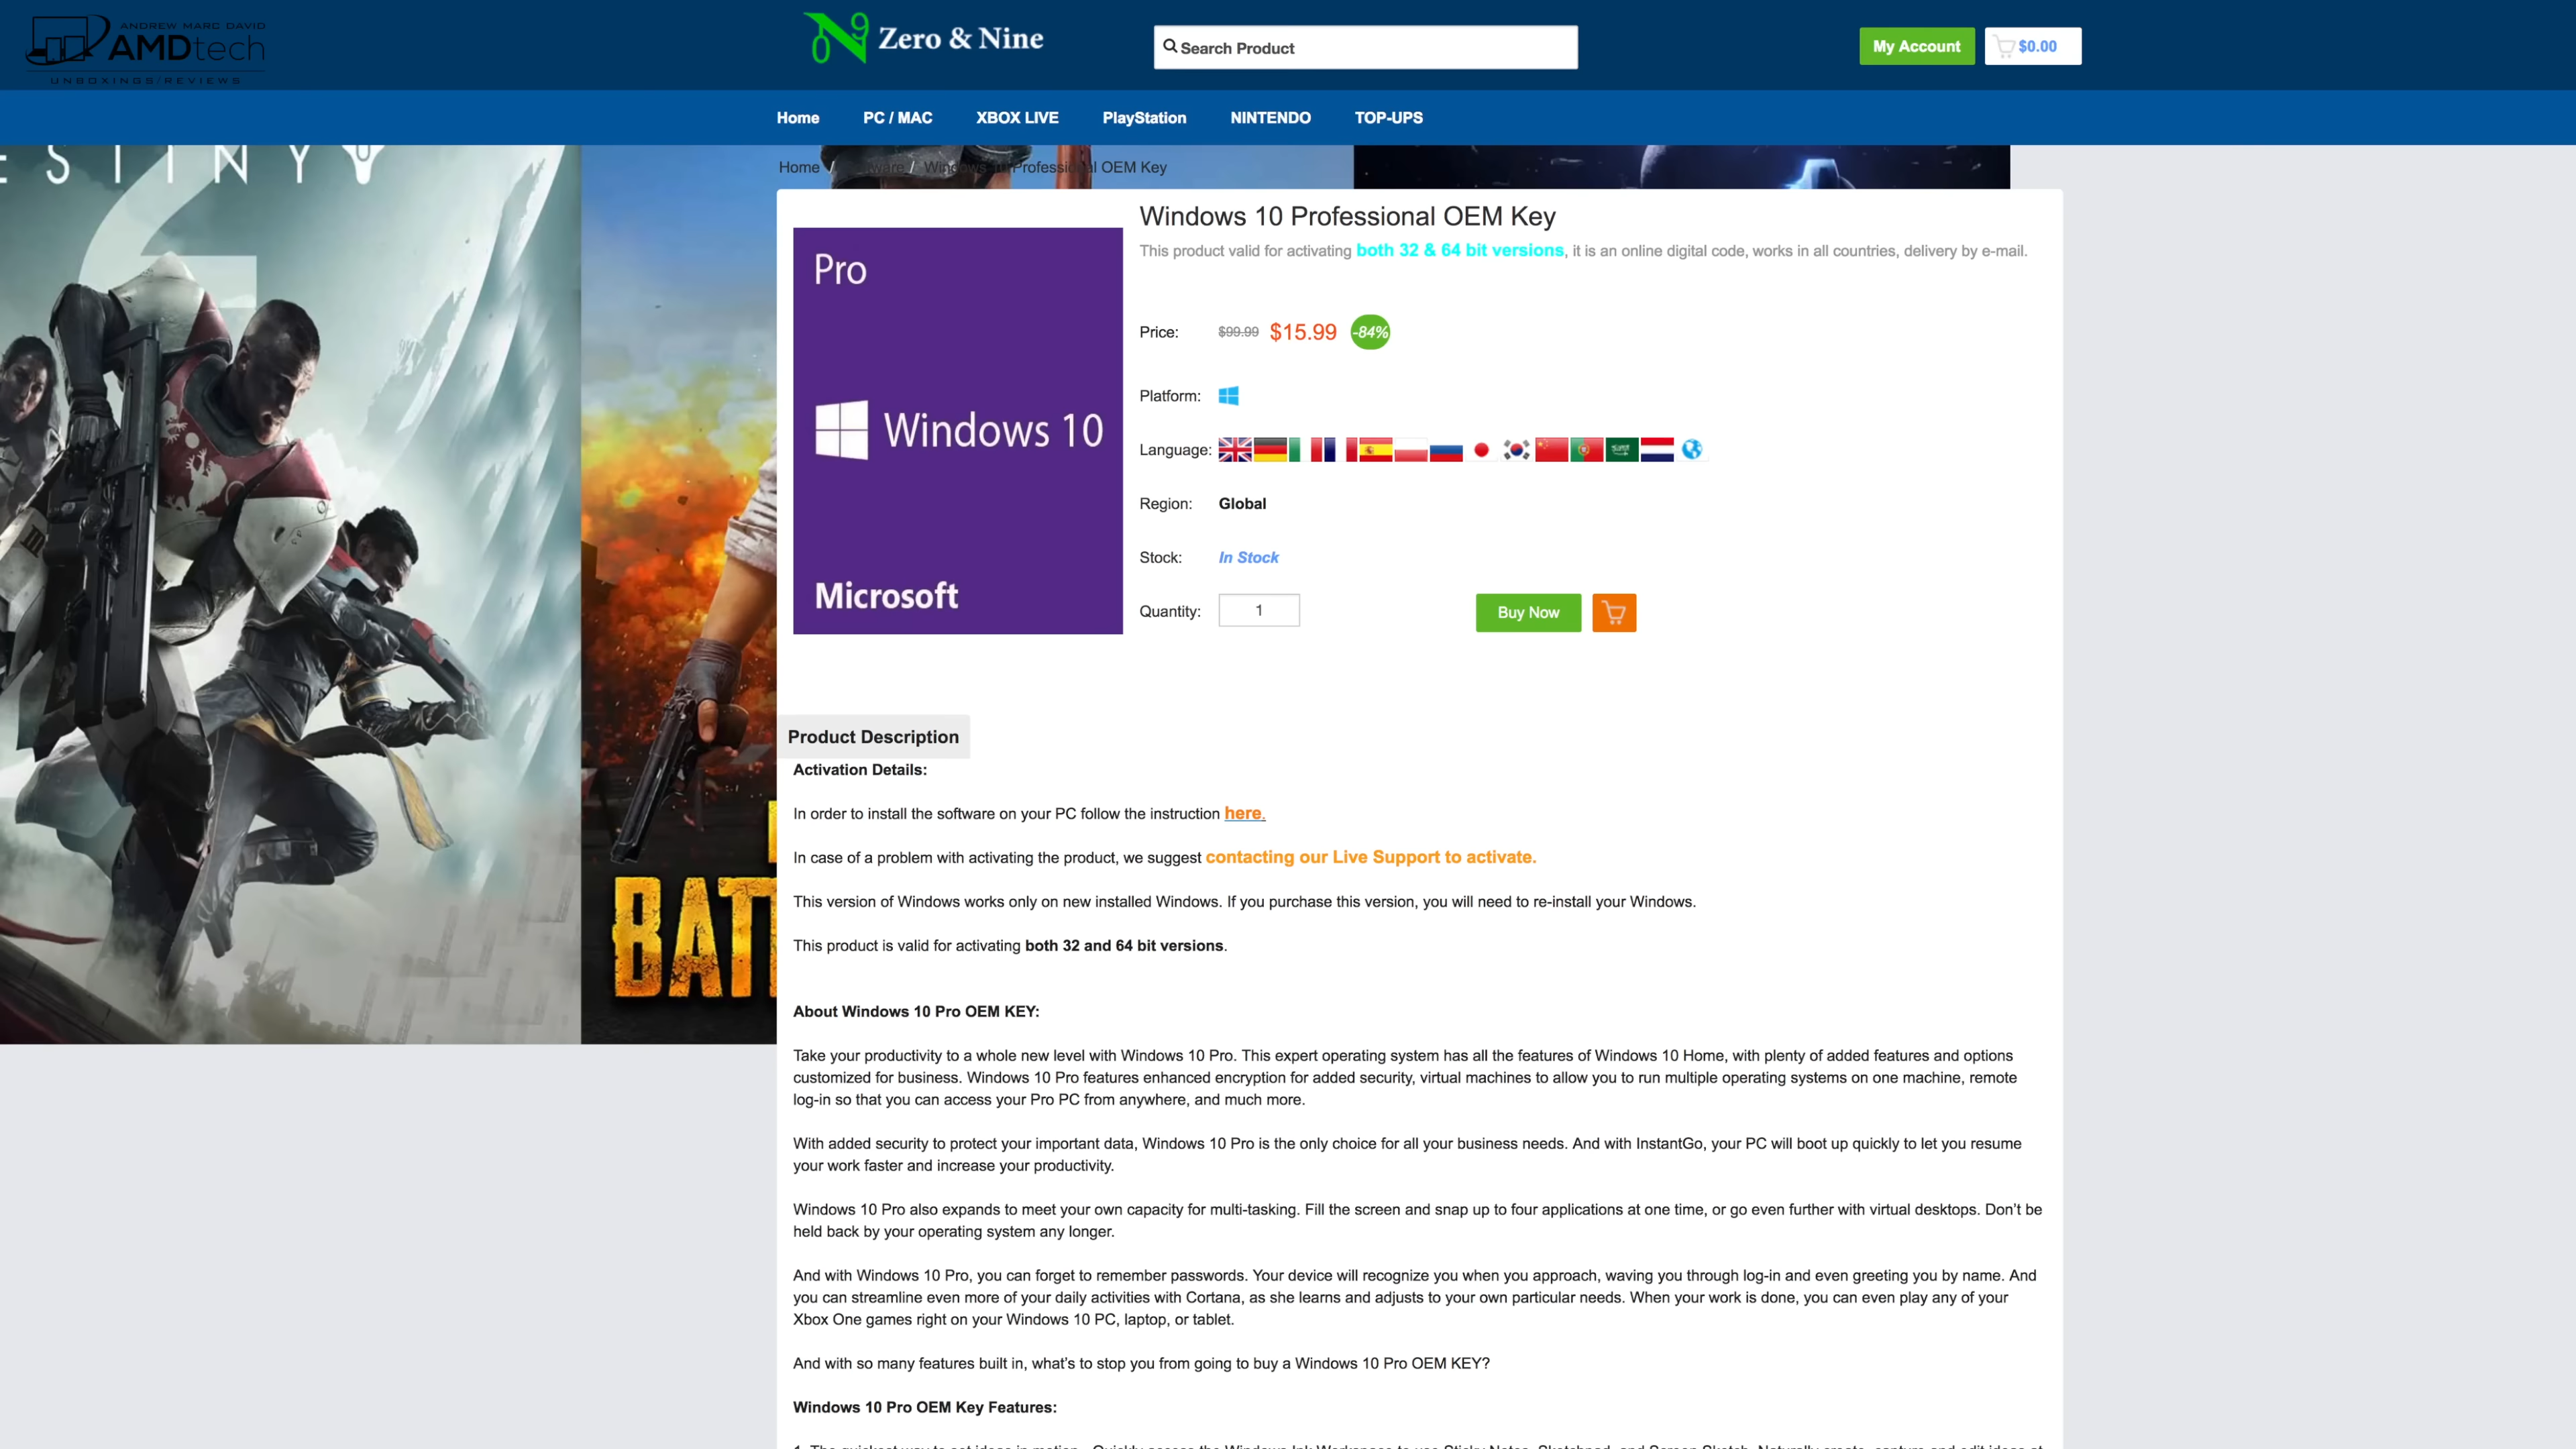 ANDREW MARC DAVID
AMDtech
UNBOXINGS/REVIEWS
Zero & Nine
Search Product
My Account
$0.00
Home
PC / MAC
XBOX LIVE
PlayStation
NINTENDO
TOP-UPS
Home / / Windows 10 Professional OEM Key
ESTINY
2
Pro
Windows 10
Microsoft
Windows 10 Professional OEM Key
This product valid for activating both 32 & 64 bit versions, it is an online digital code, works in all countries, delivery by e-mail.
Price: $99.99 $15.99 -84%
Platform:
Language:
Region: Global
Stock: In Stock
Quantity: 1
Buy Now
BAT
Product Description
Activation Details:
In order to install the software on your PC follow the instruction here.
In case of a problem with activating the product, we suggest contacting our Live Support to activate.
This version of Windows works only on new installed Windows. If you purchase this version, you will need to re-install your Windows.
This product is valid for activating both 32 and 64 bit versions.
About Windows 10 Pro OEM KEY:
Take your productivity to a whole new level with Windows 10 Pro. This expert operating system has all the features of Windows 10 Home, with plenty of added features and options
customized for business. Windows 10 Pro features enhanced encryption for added security, virtual machines to allow you to run multiple operating systems on one machine, remote
log-in so that you can access your Pro PC from anywhere, and much more.
With added security to protect your important data, Windows 10 Pro is the only choice for all your business needs. And with InstantGo, your PC will boot up quickly to let you resume
your work faster and increase your productivity.
Windows 10 Pro also expands to meet your own capacity for multi-tasking. Fill the screen and snap up to four applications at one time, or go even further with virtual desktops. Don't be
held back by your operating system any longer.
And with Windows 10 Pro, you can forget to remember passwords. Your device will recognize you when you approach, waving you through log-in and even greeting you by name. And
you can streamline even more of your daily activities with Cortana, as she learns and adjusts to your own particular needs. When your work is done, you can even play any of your
Xbox One games right on your Windows 10 PC, laptop, or tablet.
And with so many features built in, what's to stop you from going to buy a Windows 10 Pro OEM KEY?
Windows 10 Pro OEM Key Features: